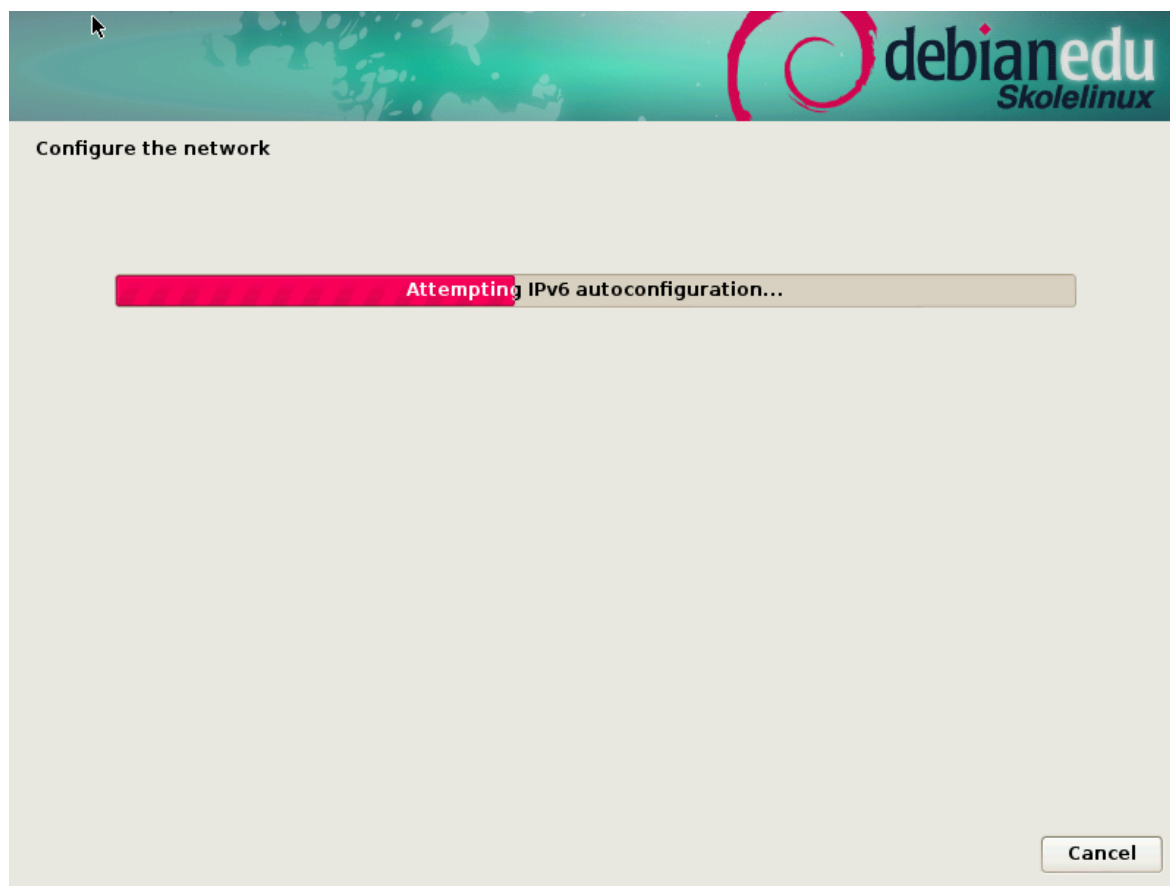 debianedu
Skolelinux
Configure the network
Attempting IPv6 autoconfiguration...
Cancel